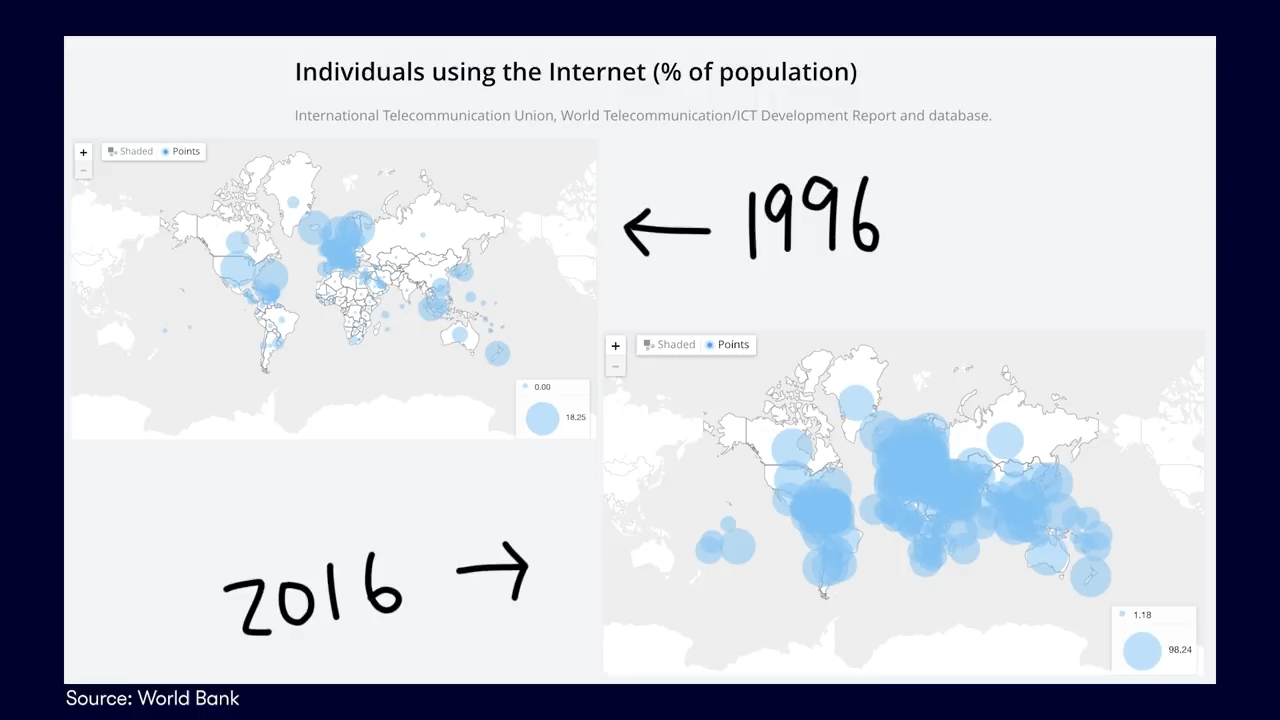 Individuals using the Internet (% of population)
International Telecommunication Union, World Telecommunication/ICT Development Report and database.
+
−
Shaded Points
1996
0.00
18.25
+
−
Shaded Points
2016
1.18
98.24
Source: World Bank